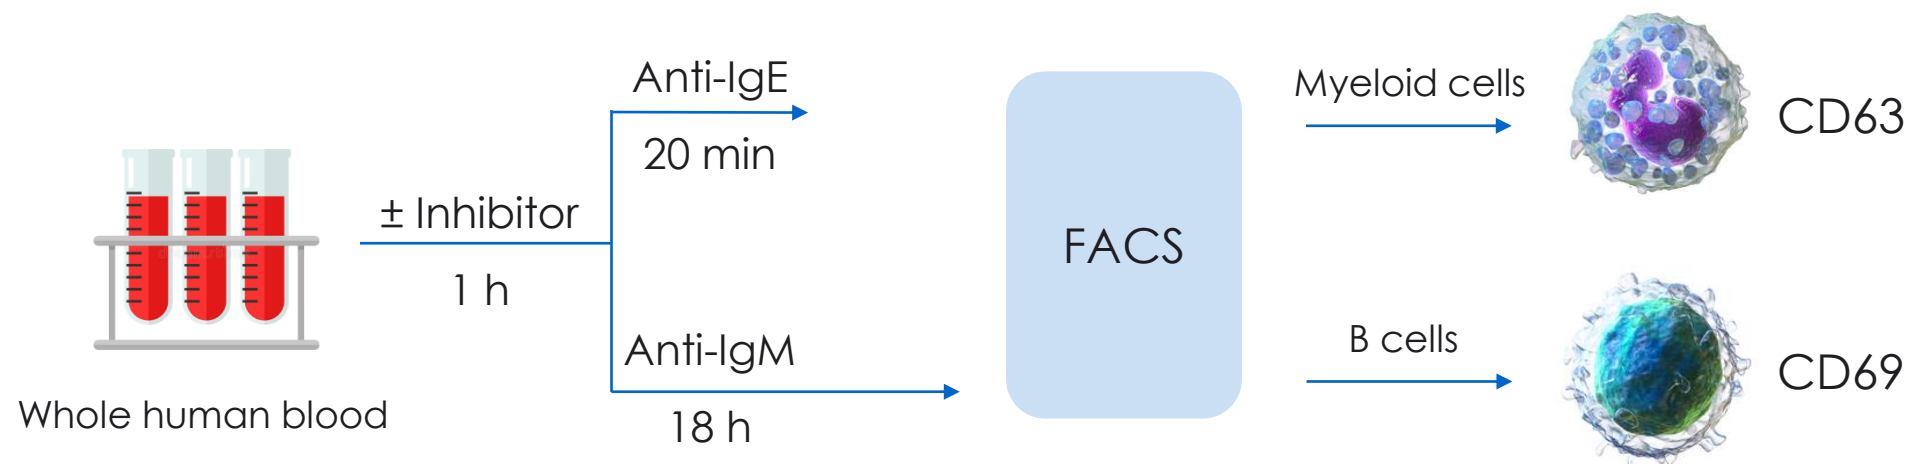 Whole human blood
± Inhibitor
1 h
Anti-IgE
20 min
Anti-IgM
18 h
FACS
Myeloid cells
CD63
B cells
CD69